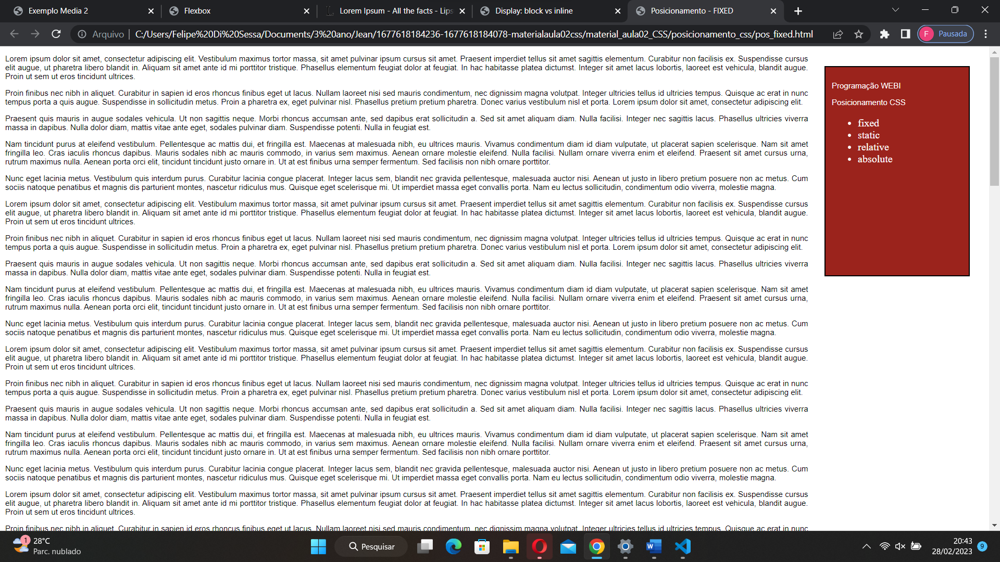 Exemplo Media 2
Flexbox
Lorem Ipsum - All the facts - Lips
Display: block vs inline
Posicionamento - FIXED
Arquivo
C:/Users/Felipe%20Di%20Sessa/Documents/3%20ano/Jean/1677618184236-1677618184078-materialaula02css/material_aula02_CSS/posicionamento_css/pos_fixed.html
F Pausada
Lorem ipsum dolor sit amet, consectetur adipiscing elit. Vestibulum maximus tortor massa, sit amet pulvinar ipsum cursus sit amet. Praesent imperdiet tellus sit amet sagittis elementum. Curabitur non facilisis ex. Suspendisse cursus
elit augue, ut pharetra libero blandit in. Aliquam sit amet ante id mi porttitor tristique. Phasellus elementum feugiat dolor at feugiat. In hac habitasse platea dictumst. Integer sit amet lacus lobortis, laoreet est vehicula, blandit augue.
Proin ut sem ut eros tincidunt ultrices.
Proin finibus nec nibh in aliquet. Curabitur in sapien id eros rhoncus finibus eget ut lacus. Nullam laoreet nisi sed mauris condimentum, nec dignissim magna volutpat. Integer ultricies tellus id ultricies tempus. Quisque ac erat in nunc
tempus porta a quis augue. Suspendisse in sollicitudin metus. Proin a pharetra ex, eget pulvinar nisl. Phasellus pretium pretium pharetra. Donec varius vestibulum nisl et porta. Lorem ipsum dolor sit amet, consectetur adipiscing elit.
Praesent quis mauris in augue sodales vehicula. Ut non sagittis neque. Morbi rhoncus accumsan ante, sed dapibus erat sollicitudin a. Sed sit amet aliquam diam. Nulla facilisi. Integer nec sagittis lacus. Phasellus ultricies viverra
massa in dapibus. Nulla dolor diam, mattis vitae ante eget, sodales pulvinar diam. Suspendisse potenti. Nulla in feugiat est.
Nam tincidunt purus at eleifend vestibulum. Pellentesque ac mattis dui, et fringilla est. Maecenas at malesuada nibh, eu ultrices mauris. Vivamus condimentum diam id diam vulputate, ut placerat sapien scelerisque. Nam sit amet
fringilla leo. Cras iaculis rhoncus dapibus. Mauris sodales nibh ac mauris commodo, in varius sem maximus. Aenean ornare molestie eleifend. Nulla facilisi. Nullam ornare viverra enim et eleifend. Praesent sit amet cursus urna,
rutrum maximus nulla. Aenean porta orci elit, tincidunt tincidunt justo ornare in. Ut at est finibus urna semper fermentum. Sed facilisis non nibh ornare porttitor.
Nunc eget lacinia metus. Vestibulum quis interdum purus. Curabitur lacinia congue placerat. Integer lacus sem, blandit nec gravida pellentesque, malesuada auctor nisi. Aenean ut justo in libero pretium posuere non ac metus. Cum
sociis natoque penatibus et magnis dis parturient montes, nascetur ridiculus mus. Quisque eget scelerisque mi. Ut imperdiet massa eget convallis porta. Nam eu lectus sollicitudin, condimentum odio viverra, molestie magna.
Lorem ipsum dolor sit amet, consectetur adipiscing elit. Vestibulum maximus tortor massa, sit amet pulvinar ipsum cursus sit amet. Praesent imperdiet tellus sit amet sagittis elementum. Curabitur non facilisis ex. Suspendisse cursus
elit augue, ut pharetra libero blandit in. Aliquam sit amet ante id mi porttitor tristique. Phasellus elementum feugiat dolor at feugiat. In hac habitasse platea dictumst. Integer sit amet lacus lobortis, laoreet est vehicula, blandit augue.
Proin ut sem ut eros tincidunt ultrices.
Proin finibus nec nibh in aliquet. Curabitur in sapien id eros rhoncus finibus eget ut lacus. Nullam laoreet nisi sed mauris condimentum, nec dignissim magna volutpat. Integer ultricies tellus id ultricies tempus. Quisque ac erat in nunc
tempus porta a quis augue. Suspendisse in sollicitudin metus. Proin a pharetra ex, eget pulvinar nisl. Phasellus pretium pretium pharetra. Donec varius vestibulum nisl et porta. Lorem ipsum dolor sit amet, consectetur adipiscing elit.
Praesent quis mauris in augue sodales vehicula. Ut non sagittis neque. Morbi rhoncus accumsan ante, sed dapibus erat sollicitudin a. Sed sit amet aliquam diam. Nulla facilisi. Integer nec sagittis lacus. Phasellus ultricies viverra
massa in dapibus. Nulla dolor diam, mattis vitae ante eget, sodales pulvinar diam. Suspendisse potenti. Nulla in feugiat est.
Nam tincidunt purus at eleifend vestibulum. Pellentesque ac mattis dui, et fringilla est. Maecenas at malesuada nibh, eu ultrices mauris. Vivamus condimentum diam id diam vulputate, ut placerat sapien scelerisque. Nam sit amet
fringilla leo. Cras iaculis rhoncus dapibus. Mauris sodales nibh ac mauris commodo, in varius sem maximus. Aenean ornare molestie eleifend. Nulla facilisi. Nullam ornare viverra enim et eleifend. Praesent sit amet cursus urna,
rutrum maximus nulla. Aenean porta orci elit, tincidunt tincidunt justo ornare in. Ut at est finibus urna semper fermentum. Sed facilisis non nibh ornare porttitor.
Nunc eget lacinia metus. Vestibulum quis interdum purus. Curabitur lacinia congue placerat. Integer lacus sem, blandit nec gravida pellentesque, malesuada auctor nisi. Aenean ut justo in libero pretium posuere non ac metus. Cum
sociis natoque penatibus et magnis dis parturient montes, nascetur ridiculus mus. Quisque eget scelerisque mi. Ut imperdiet massa eget convallis porta. Nam eu lectus sollicitudin, condimentum odio viverra, molestie magna.
Lorem ipsum dolor sit amet, consectetur adipiscing elit. Vestibulum maximus tortor massa, sit amet pulvinar ipsum cursus sit amet. Praesent imperdiet tellus sit amet sagittis elementum. Curabitur non facilisis ex. Suspendisse cursus
elit augue, ut pharetra libero blandit in. Aliquam sit amet ante id mi porttitor tristique. Phasellus elementum feugiat dolor at feugiat. In hac habitasse platea dictumst. Integer sit amet lacus lobortis, laoreet est vehicula, blandit augue.
Proin ut sem ut eros tincidunt ultrices.
Proin finibus nec nibh in aliquet. Curabitur in sapien id eros rhoncus finibus eget ut lacus. Nullam laoreet nisi sed mauris condimentum, nec dignissim magna volutpat. Integer ultricies tellus id ultricies tempus. Quisque ac erat in nunc
tempus porta a quis augue. Suspendisse in sollicitudin metus. Proin a pharetra ex, eget pulvinar nisl. Phasellus pretium pretium pharetra. Donec varius vestibulum nisl et porta. Lorem ipsum dolor sit amet, consectetur adipiscing elit.
Praesent quis mauris in augue sodales vehicula. Ut non sagittis neque. Morbi rhoncus accumsan ante, sed dapibus erat sollicitudin a. Sed sit amet aliquam diam. Nulla facilisi. Integer nec sagittis lacus. Phasellus ultricies viverra
massa in dapibus. Nulla dolor diam, mattis vitae ante eget, sodales pulvinar diam. Suspendisse potenti. Nulla in feugiat est.
Nam tincidunt purus at eleifend vestibulum. Pellentesque ac mattis dui, et fringilla est. Maecenas at malesuada nibh, eu ultrices mauris. Vivamus condimentum diam id diam vulputate, ut placerat sapien scelerisque. Nam sit amet
fringilla leo. Cras iaculis rhoncus dapibus. Mauris sodales nibh ac mauris commodo, in varius sem maximus. Aenean ornare molestie eleifend. Nulla facilisi. Nullam ornare viverra enim et eleifend. Praesent sit amet cursus urna,
rutrum maximus nulla. Aenean porta orci elit, tincidunt tincidunt justo ornare in. Ut at est finibus urna semper fermentum. Sed facilisis non nibh ornare porttitor.
Nunc eget lacinia metus. Vestibulum quis interdum purus. Curabitur lacinia congue placerat. Integer lacus sem, blandit nec gravida pellentesque, malesuada auctor nisi. Aenean ut justo in libero pretium posuere non ac metus. Cum
sociis natoque penatibus et magnis dis parturient montes, nascetur ridiculus mus. Quisque eget scelerisque mi. Ut imperdiet massa eget convallis porta. Nam eu lectus sollicitudin, condimentum odio viverra, molestie magna.
Lorem ipsum dolor sit amet, consectetur adipiscing elit. Vestibulum maximus tortor massa, sit amet pulvinar ipsum cursus sit amet. Praesent imperdiet tellus sit amet sagittis elementum. Curabitur non facilisis ex. Suspendisse cursus
elit augue, ut pharetra libero blandit in. Aliquam sit amet ante id mi porttitor tristique. Phasellus elementum feugiat dolor at feugiat. In hac habitasse platea dictumst. Integer sit amet lacus lobortis, laoreet est vehicula, blandit augue.
Proin ut sem ut eros tincidunt ultrices.
Proin finibus nec nibh in aliquet. Curabitur in sapien id eros rhoncus finibus eget ut lacus. Nullam laoreet nisi sed mauris condimentum, nec dignissim magna volutpat. Integer ultricies tellus id ultricies tempus. Quisque ac erat in nunc
Programação WEBI
Posicionamento CSS
fixed
static
relative
absolute
1
28°C
Parc. nublado
Pesquisar
W
20:43
28/02/2023
9